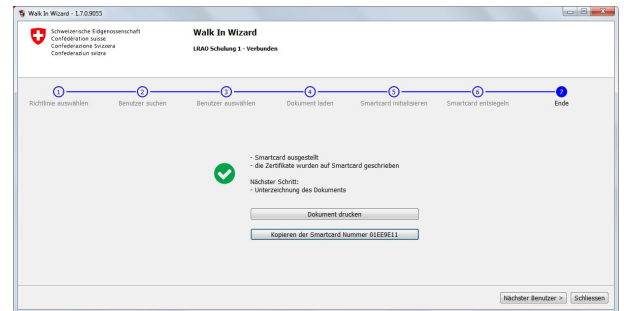 Walk In Wizard - 1.7.0.9055
Schweizerische Eidgenossenschaft
Confédération suisse
Confederazione Svizzera
Confederaziun svizra
Walk In Wizard
LRAO Schulung 1 - Verbunden
1 2 3 4 5 6 7
Richtlinie auswählen Benutzer suchen Benutzer auswählen Dokument laden Smartcard initialisieren Smartcard entsiegeln Ende
- Smartcard ausgestellt
- die Zertifikate wurden auf Smartcard geschrieben
Nächster Schritt:
- Unterzeichnung des Dokuments
Dokument drucken
Kopieren der Smartcard Nummer 01EE9E11
Nächster Benutzer > Schliessen